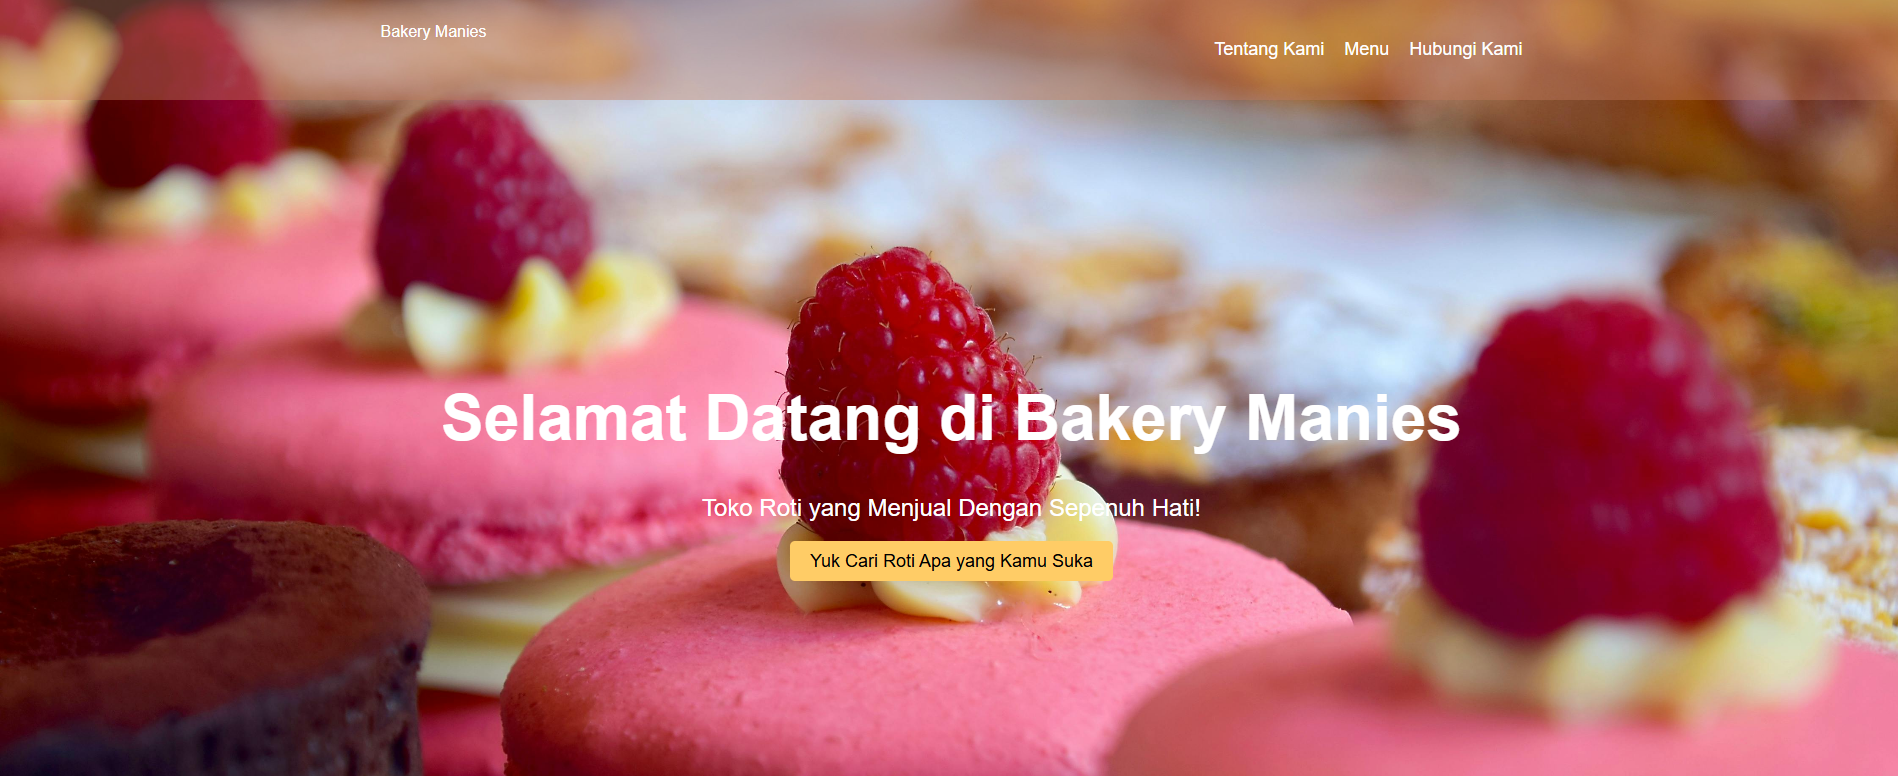 Bakery Manies
Tentang Kami Menu Hubungi Kami
Selamat Datang di Bakery Manies
Toko Roti yang Menjual Dengan Sepenuh Hati!
Yuk Cari Roti Apa yang Kamu Suka